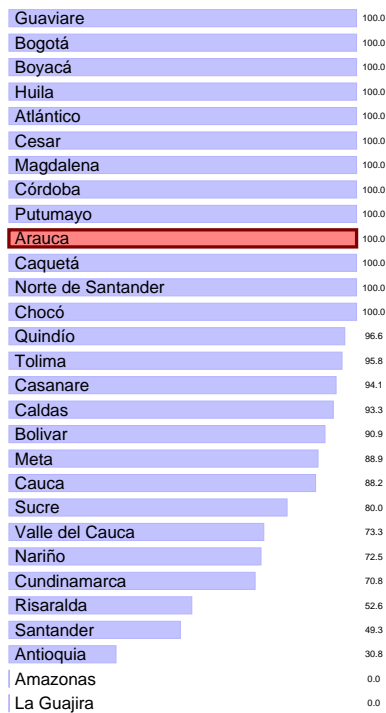 Guaviare 100.0
Bogotá 100.0
Boyacá 100.0
Huila 100.0
Atlántico 100.0
Cesar 100.0
Magdalena 100.0
Córdoba 100.0
Putumayo 100.0
Arauca 100.0
Caquetá 100.0
Norte de Santander 100.0
Chocó 100.0
Quindío 96.6
Tolima 95.8
Casanare 94.1
Caldas 93.3
Bolivar 90.9
Meta 88.9
Cauca 88.2
Sucre 80.0
Valle del Cauca 73.3
Nariño 72.5
Cundinamarca 70.8
Risaralda 52.6
Santander 49.3
Antioquia 30.8
Amazonas 0.0
La Guajira 0.0